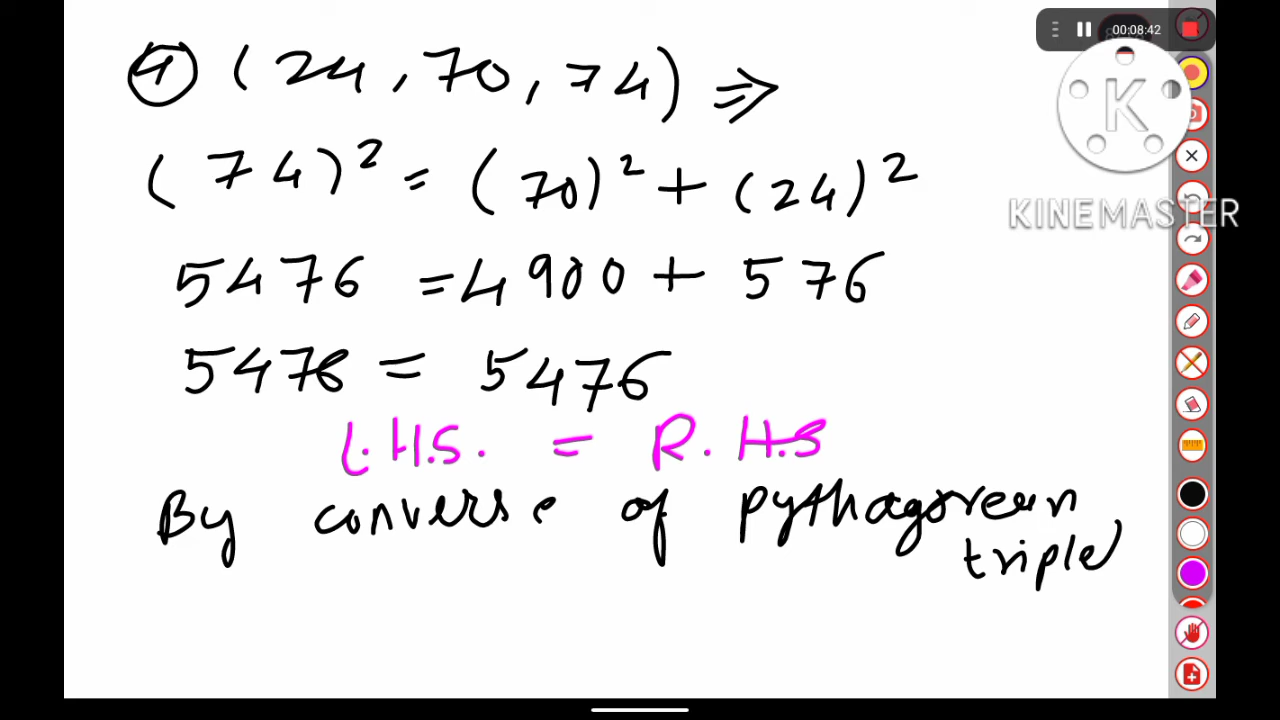 00:08:42
④ (24, 70, 74) ⇒
K
KINEMASTER
(74)² = (70)² + (24)²
5476 = 4900 + 576
5476 = 5476
L.H.S. = R.H.S
By converse of pythagorean
triple